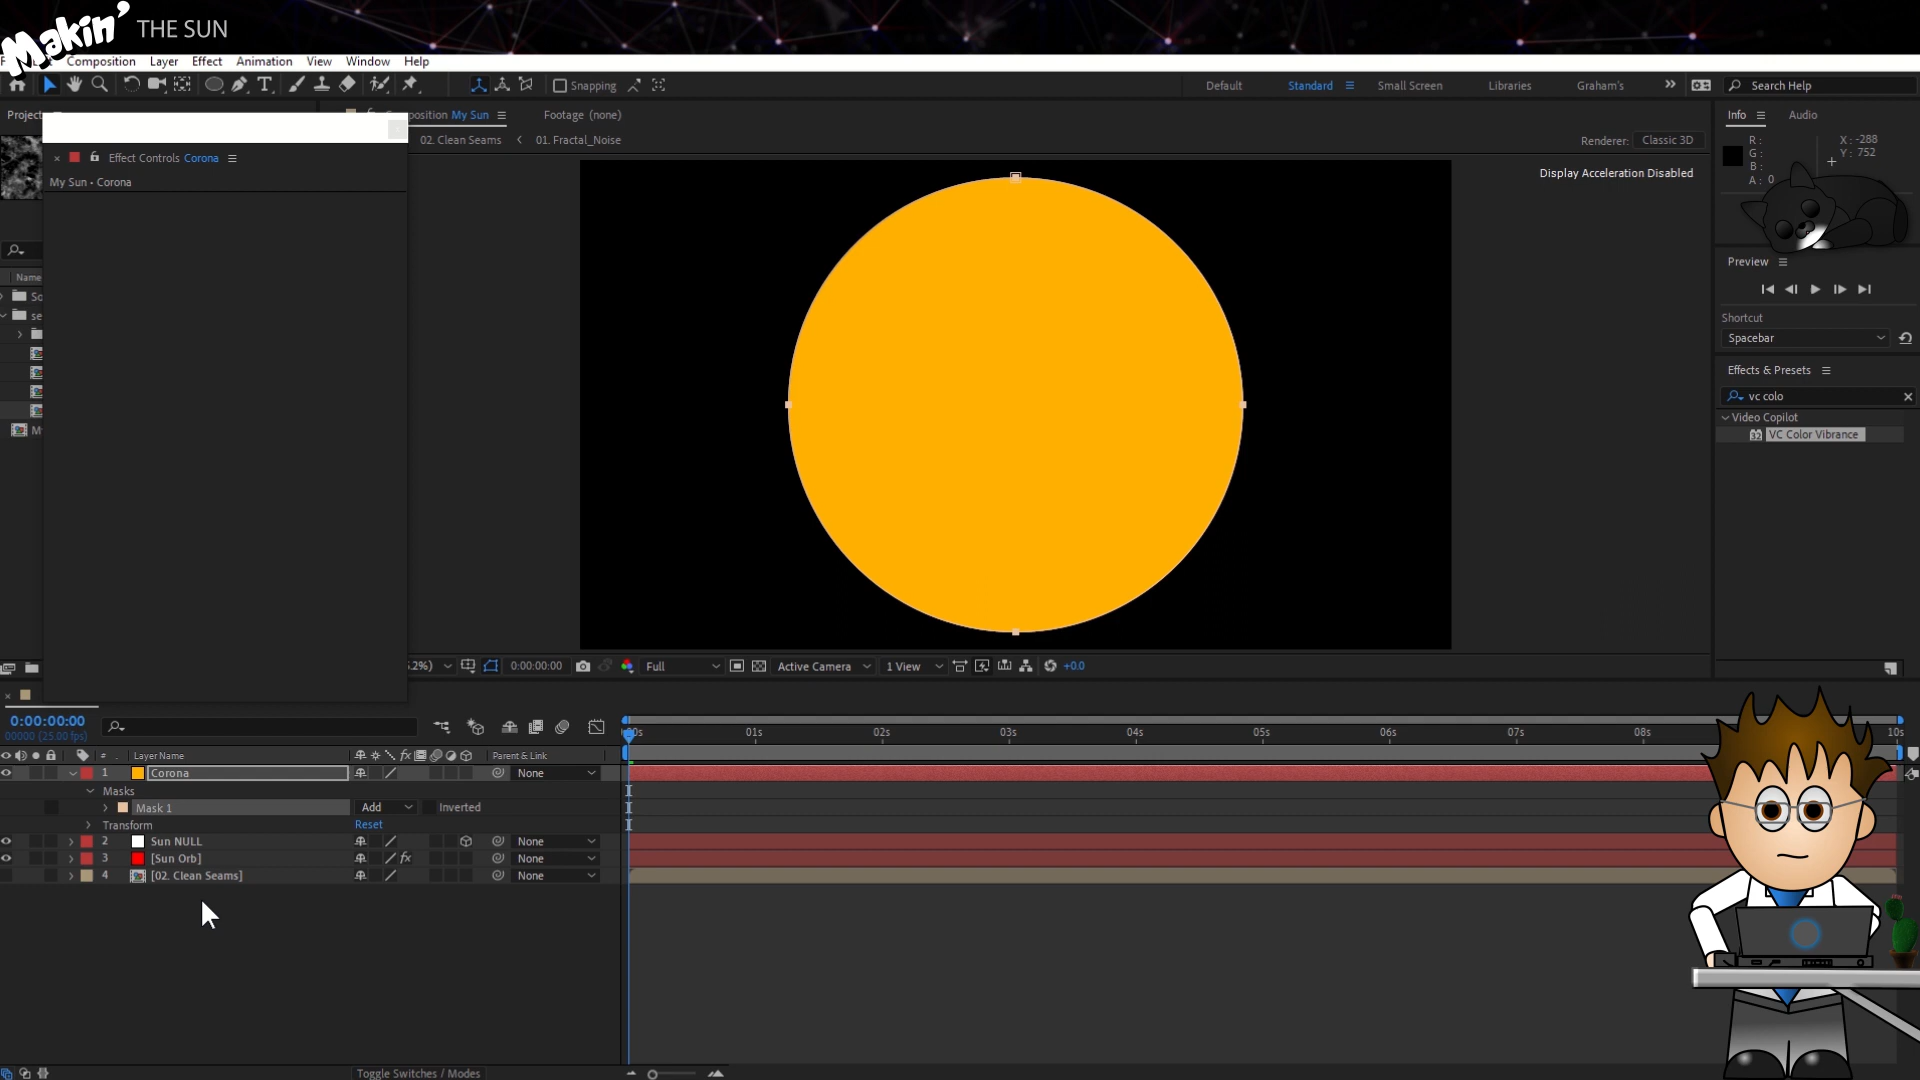 Makin' THE SUN
Composition Layer Effect Animation View Window Help
Snapping
Default Standard Small Screen Libraries Graham's Search Help
Project
position My Sun
Footage (none)
02. Clean Seams
01. Fractal_Noise
Renderer: Classic 3D
Effect Controls Corona
My Sun • Corona
Name
So
se
M
Display Acceleration Disabled
Info
Audio
R :
G :
B :
A : 0
X : -288
Y : 752
Preview
Shortcut
Spacebar
Effects & Presets
vc colo
Video Copilot
32 VC Color Vibrance
.2%)
0:00:00:00
Full
Active Camera
1 View
+0.0
0:00:00:00
00000 (25.00 fps)
01s 02s 03s 04s 05s 06s 07s 08s 10s
# . Layer Name fx Parent & Link
1 Corona None
Masks
Mask 1 Add Inverted
Transform Reset
2 Sun NULL None
3 [Sun Orb] fx None
4 [02. Clean Seams] None
Toggle Switches / Modes